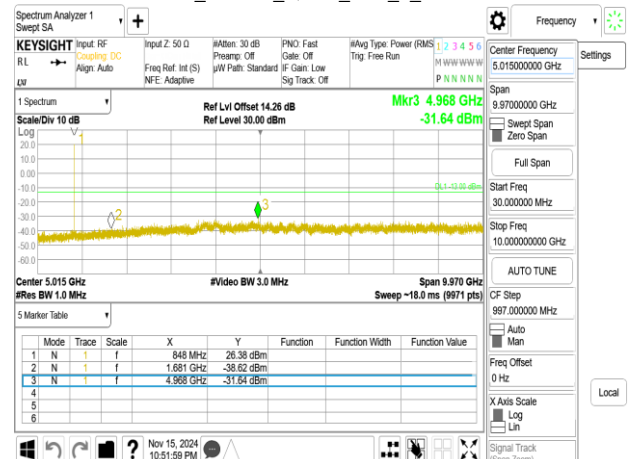 Spectrum Analyzer 1
Swept SA
Frequency
KEYSIGHT Input: RF Input Z: 50 Ω #Atten: 30 dB PNO: Fast #Avg Type: Power (RMS 1 2 3 4 5 6
RL Coupling: DC Preamp: Off Gate: Off Trig: Free Run M W W W W W
Align: Auto Freq Ref: Int (S) µW Path: Standard IF Gain: Low
NFE: Adaptive Sig Track: Off P N N N N N
Center Frequency
5.015000000 GHz
Settings
1 Spectrum
Scale/Div 10 dB
Ref Lvl Offset 14.26 dB
Ref Level 30.00 dBm
Mkr3 4.968 GHz
-31.64 dBm
Span
9.97000000 GHz
Swept Span
Zero Span
Full Span
Log
20.0
10.0
0.00
-10.0
-20.0
-30.0
-40.0
-50.0
-60.0
1
2
3
DL1 -13.00 dBm
Start Freq
30.000000 MHz
Stop Freq
10.000000000 GHz
AUTO TUNE
Center 5.015 GHz #Video BW 3.0 MHz Span 9.970 GHz
#Res BW 1.0 MHz Sweep ~18.0 ms (9971 pts)
CF Step
997.000000 MHz
Auto
Man
5 Marker Table
Mode Trace Scale X Y Function Function Width Function Value
1 N 1 f 848 MHz 26.38 dBm
2 N 1 f 1.681 GHz -38.62 dBm
3 N 1 f 4.968 GHz -31.64 dBm
4
5
6
Freq Offset
0 Hz
X Axis Scale
Log
Lin
Local
Signal Track
(Span Zoom)
Nov 15, 2024
10:51:59 PM